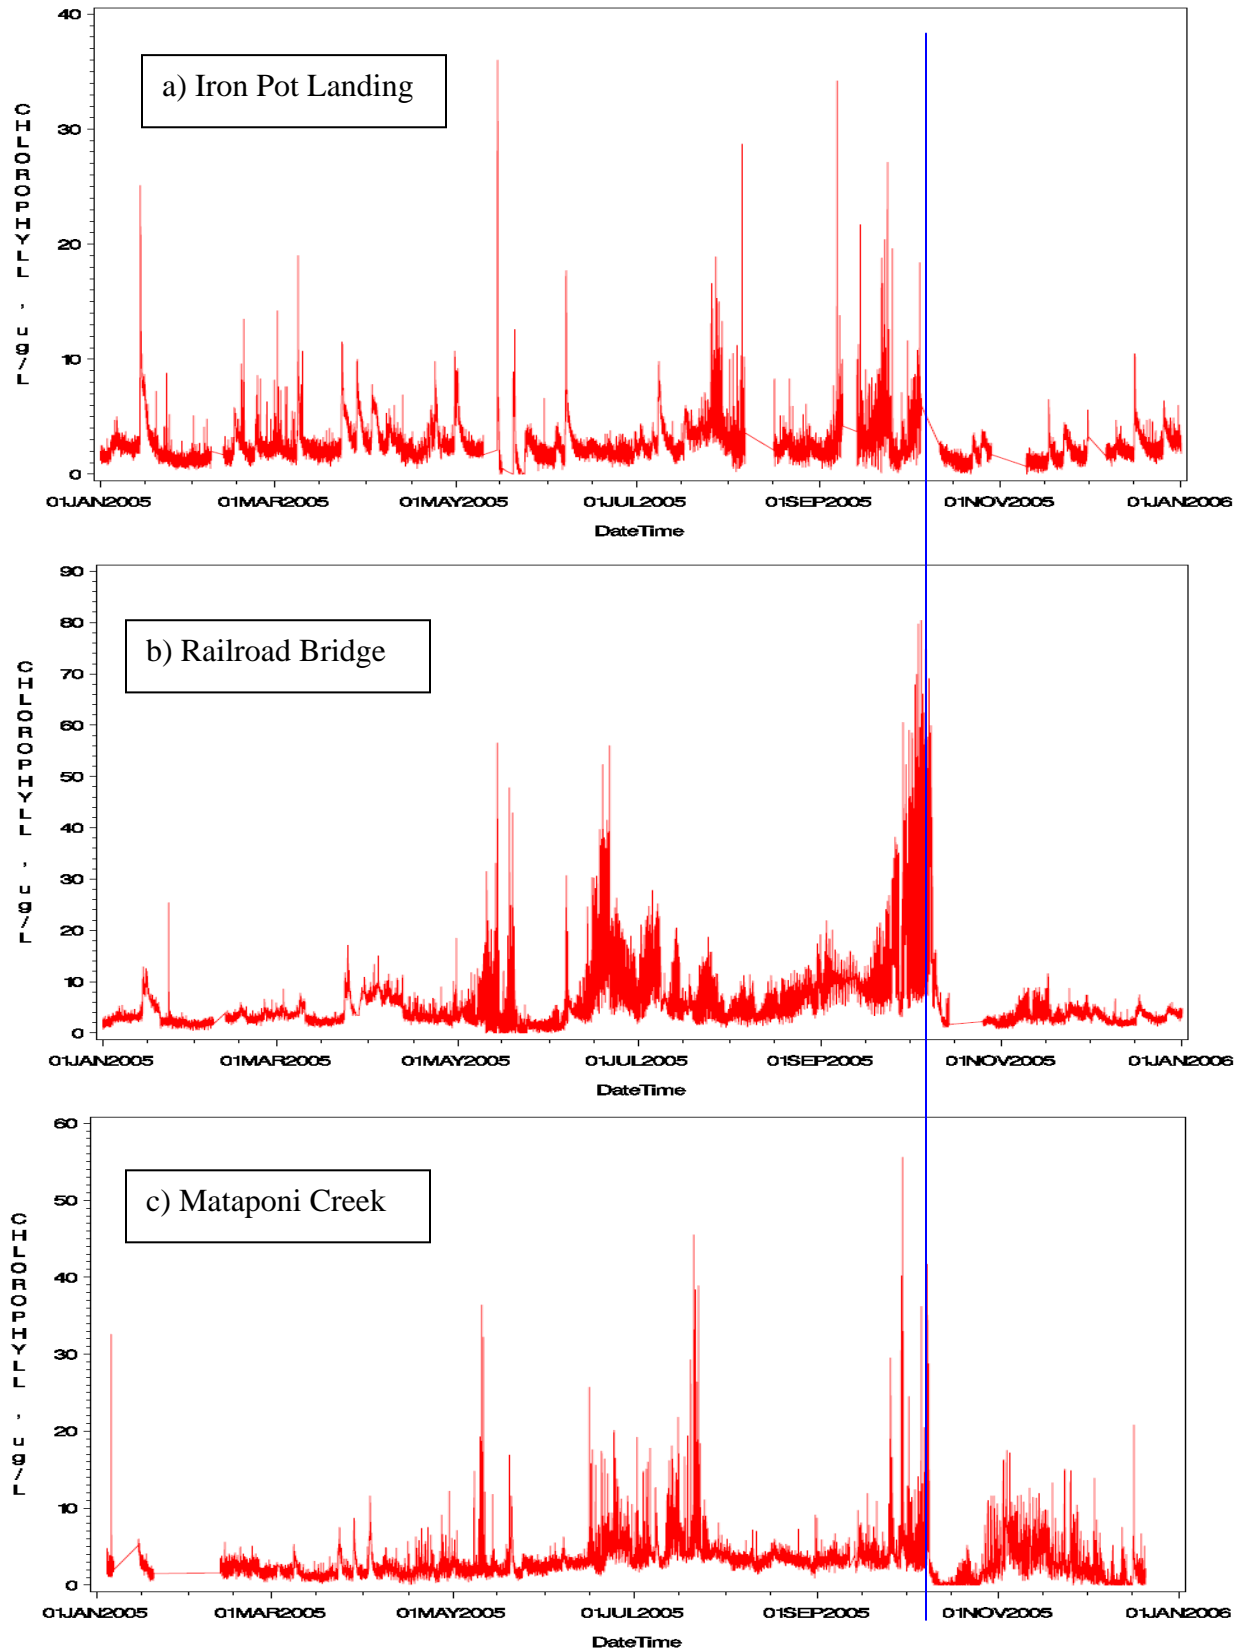 40
30
20
10
0
CHLOROPHYLL , ug/L
a) Iron Pot Landing
01JAN2005 01MAR2005 01MAY2005 01JUL2005 01SEP2005 01NOV2005 01JAN2006
DateTime
90
80
70
60
50
40
30
20
10
0
CHLOROPHYLL , ug/L
b) Railroad Bridge
01JAN2005 01MAR2005 01MAY2005 01JUL2005 01SEP2005 01NOV2005 01JAN2006
DateTime
60
50
40
30
20
10
0
CHLOROPHYLL , ug/L
c) Mataponi Creek
01JAN2005 01MAR2005 01MAY2005 01JUL2005 01SEP2005 01NOV2005 01JAN2006
DateTime